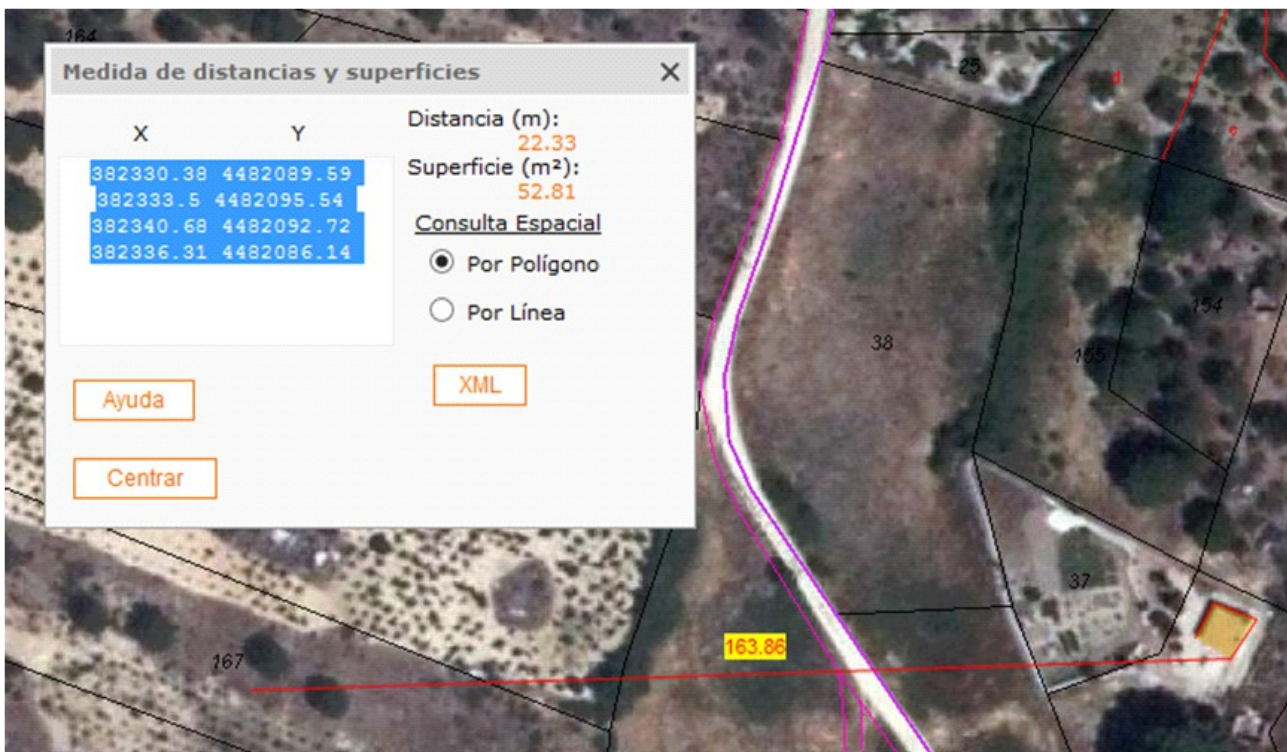 164
Medida de distancias y superficies
X Y
382330.38 4482089.59
382333.5 4482095.54
382340.68 4482092.72
382336.31 4482086.14
Distancia (m):
22.33
Superficie (m²):
52.81
Consulta Espacial
Por Polígono
Por Línea
XML
Ayuda
Centrar
25
d
e
154
155
38
37
163.86
167